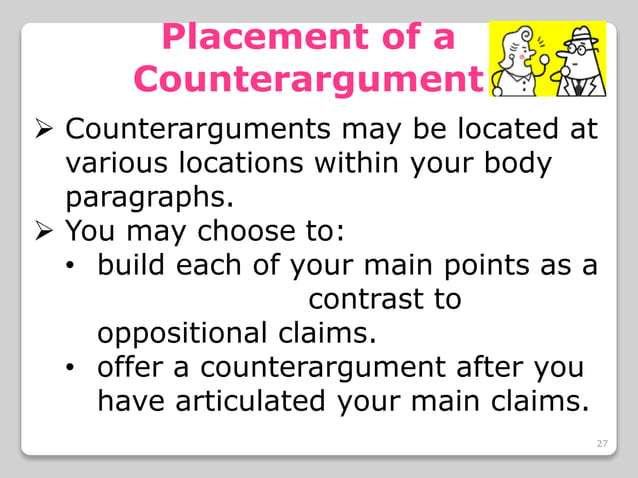 Placement of a
Counterargument
➢ Counterarguments may be located at
various locations within your body
paragraphs.
➢ You may choose to:
• build each of your main points as a
contrast to
oppositional claims.
• offer a counterargument after you
have articulated your main claims.
27